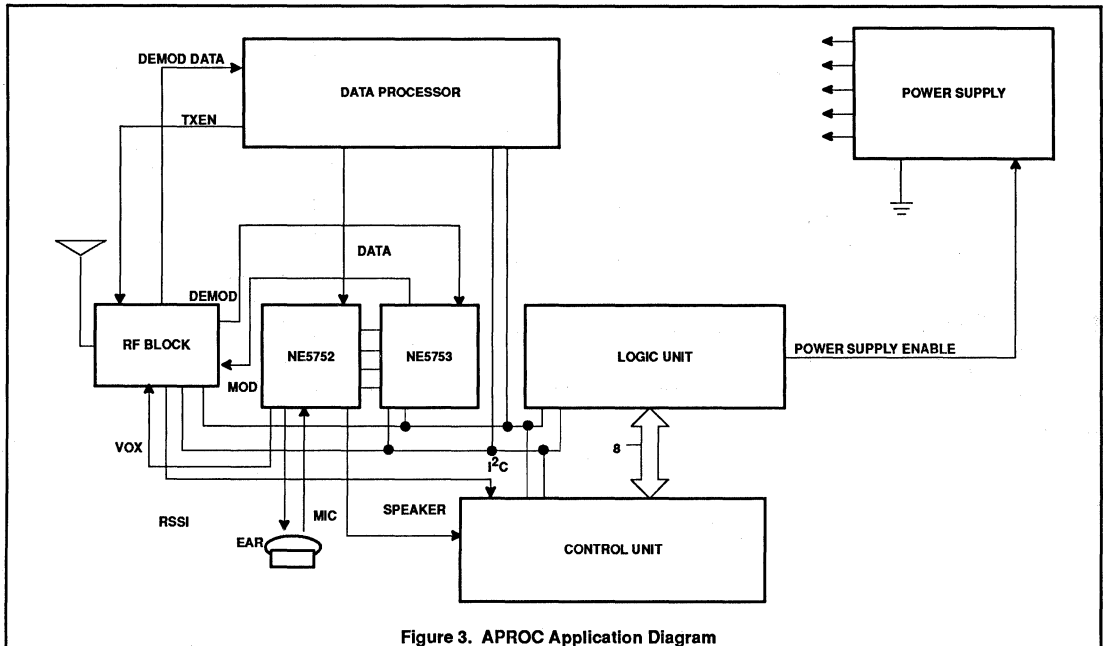 DEMOD DATA
DATA PROCESSOR
POWER SUPPLY
TXEN
DATA
DEMOD
RF BLOCK
NE5752
NE5753
LOGIC UNIT
POWER SUPPLY ENABLE
MOD
VOX
8
I²C
RSSI
MIC
SPEAKER
EAR
CONTROL UNIT
Figure 3. APROC Application Diagram